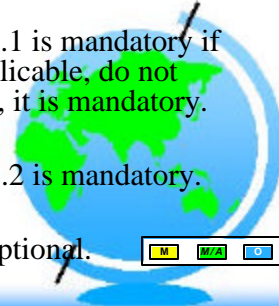 .1 is mandatory if
licable, do not
, it is mandatory.
.2 is mandatory.
ptional.
M M/A O